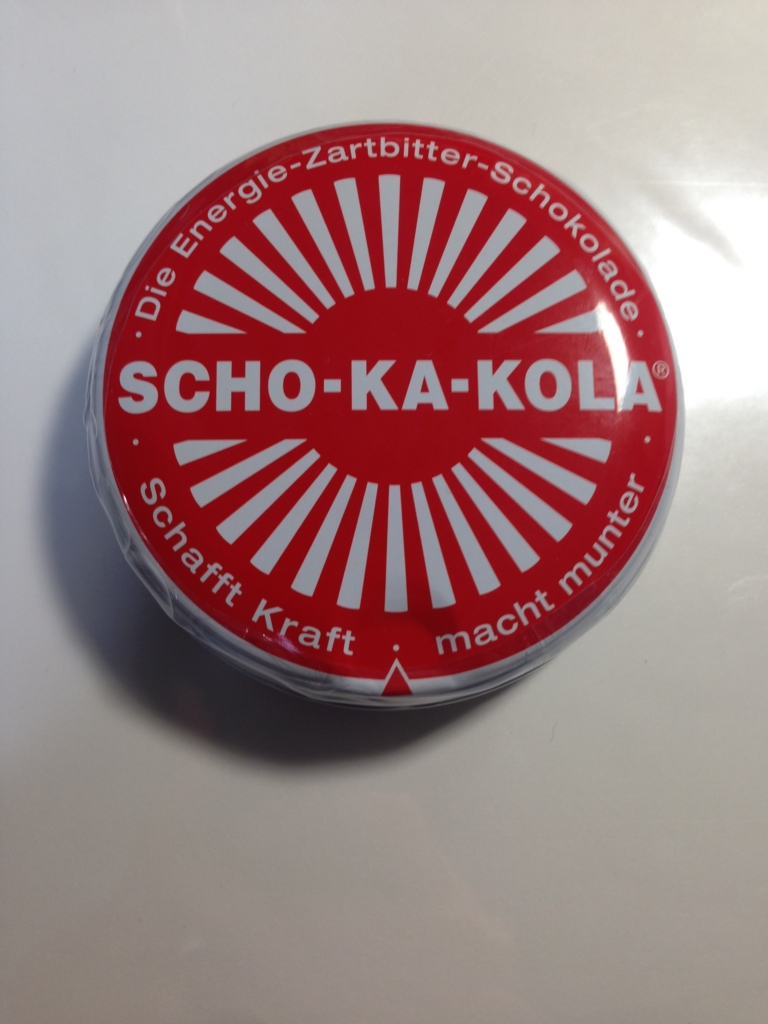 · Die Energie-Zartbitter-Schokolade ·
SCHO-KA-KOLA®
· Schafft Kraft · macht munter ·